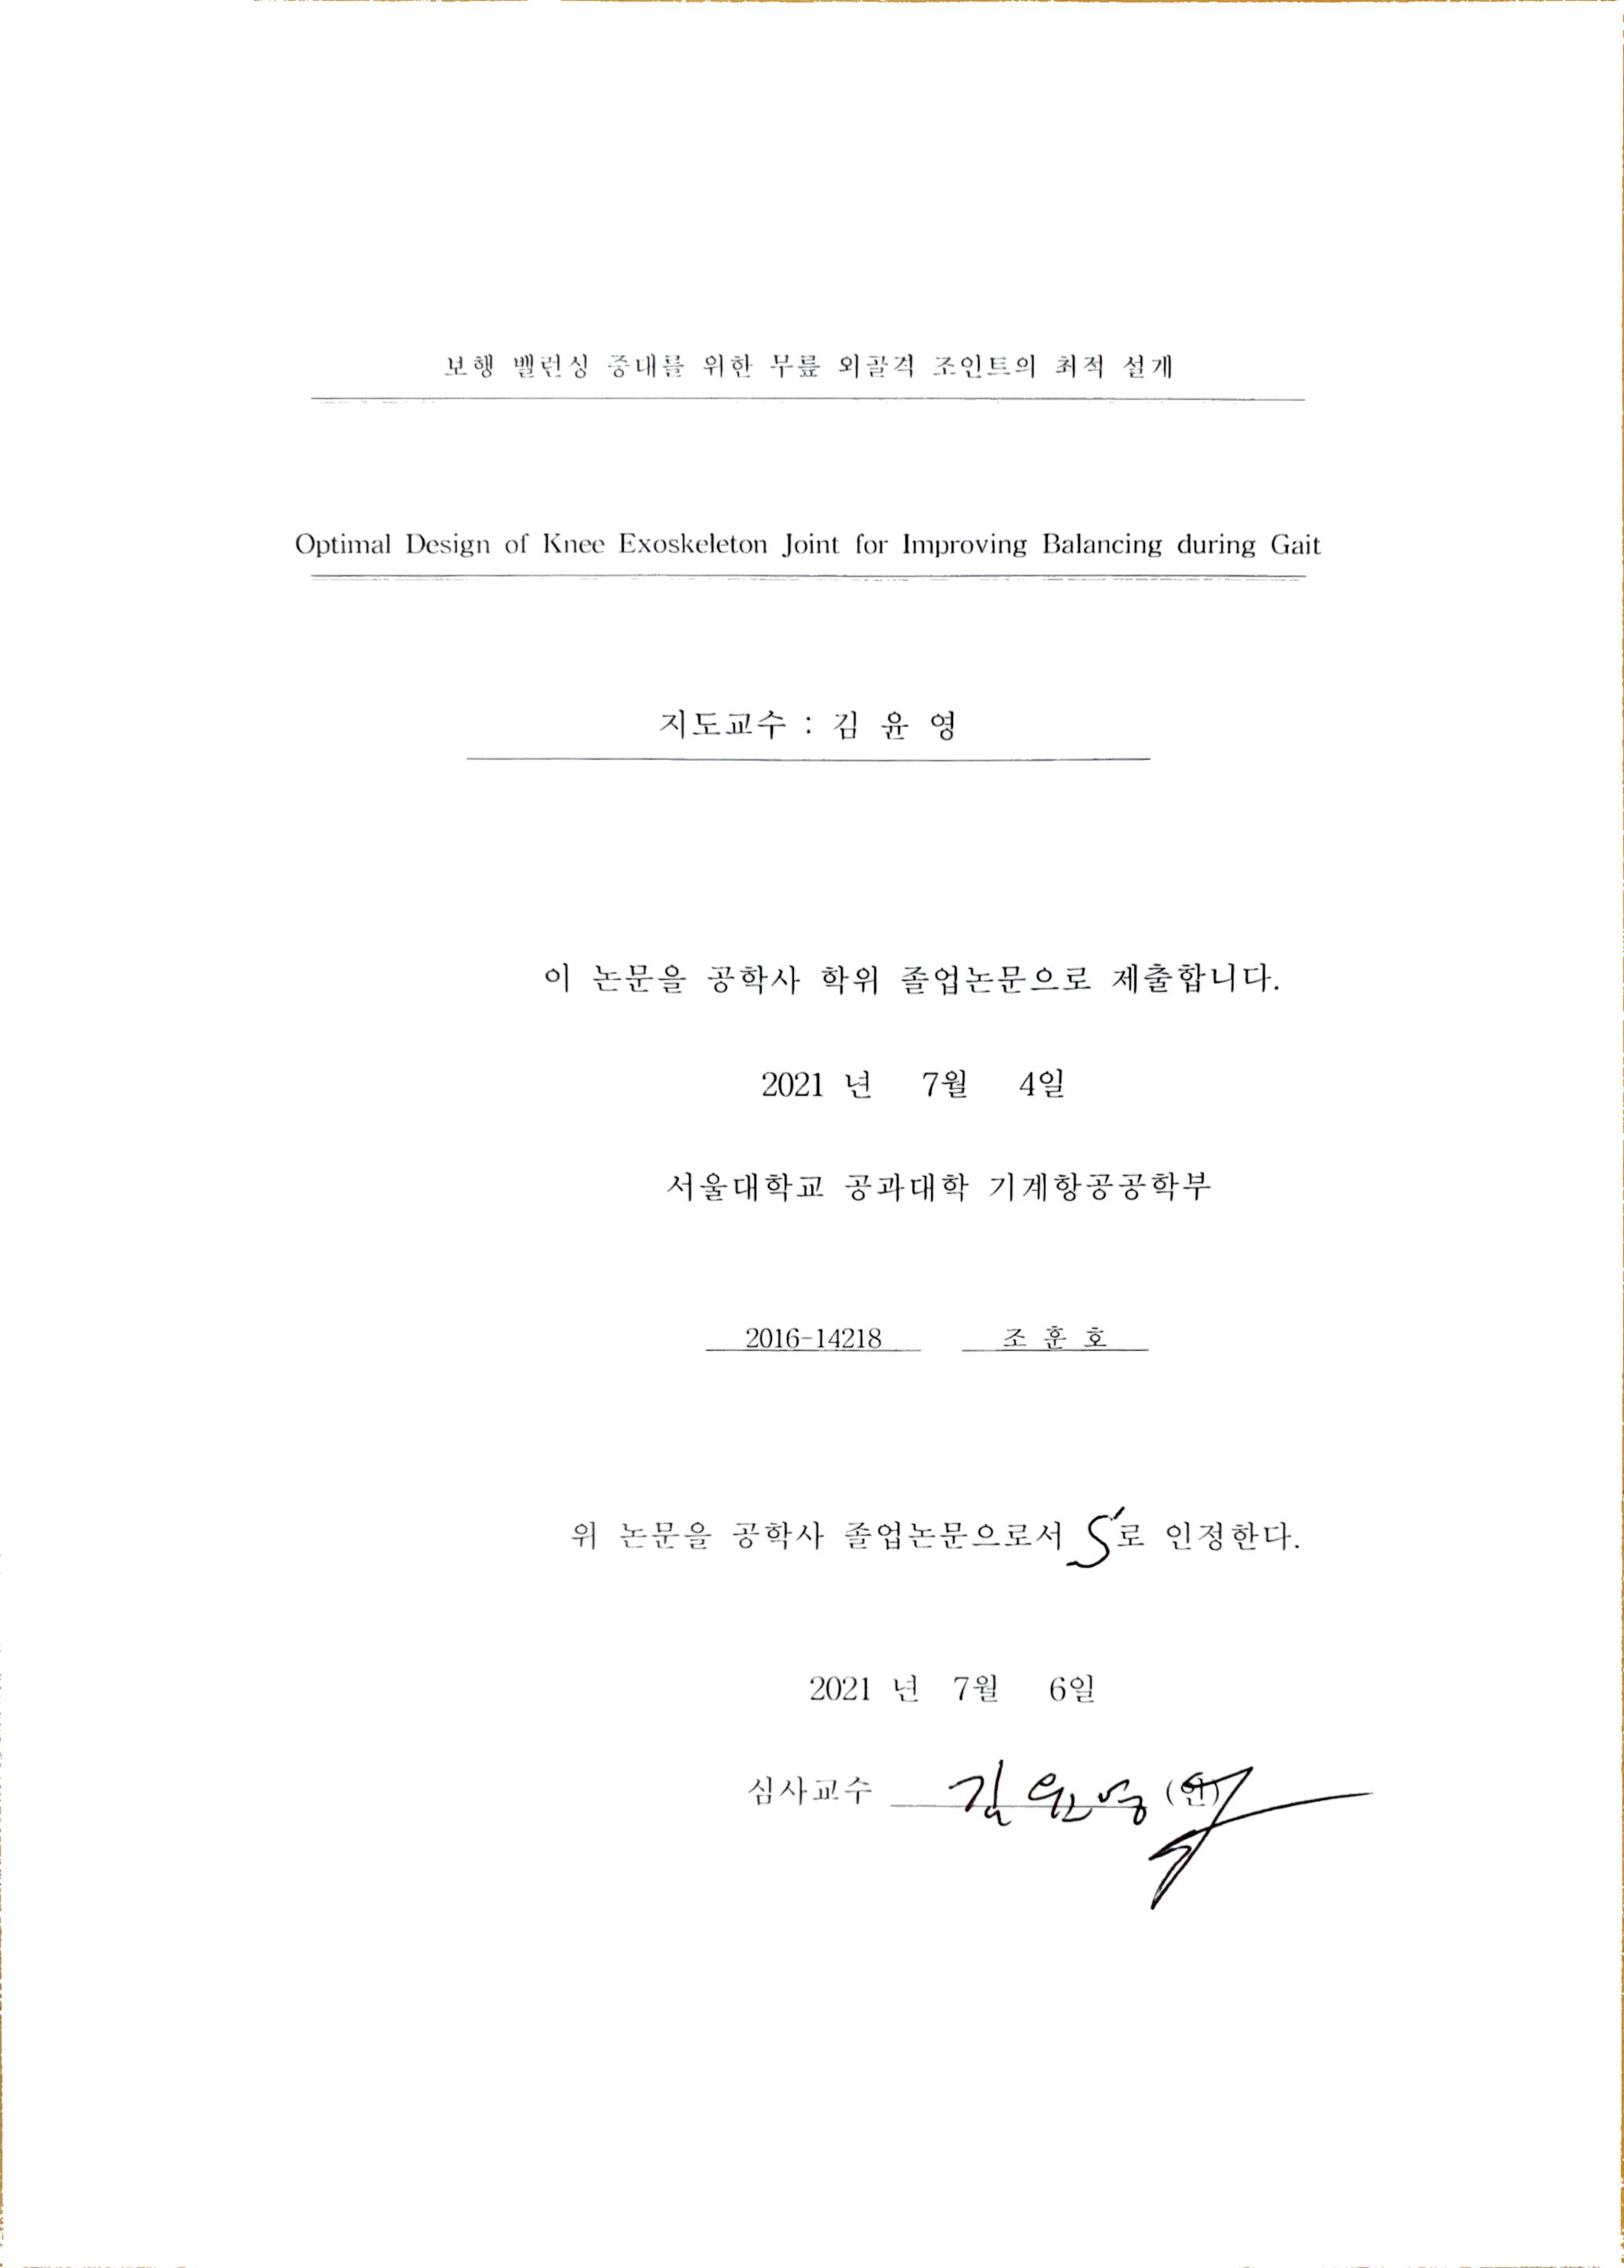 보행 밸런싱 증대를 위한 무릎 외골격 조인트의 최적 설계
Optimal Design of Knee Exoskeleton Joint for Improving Balancing during Gait
지도교수 : 김 윤 영
이 논문을 공학사 학위 졸업논문으로 제출합니다.
2021 년 7월 4일
서울대학교 공과대학 기계항공공학부
2016-14218 조 훈 호
위 논문을 공학사 졸업논문으로서 S로 인정한다.
2021 년 7월 6일
심사교수 김윤영 (인)